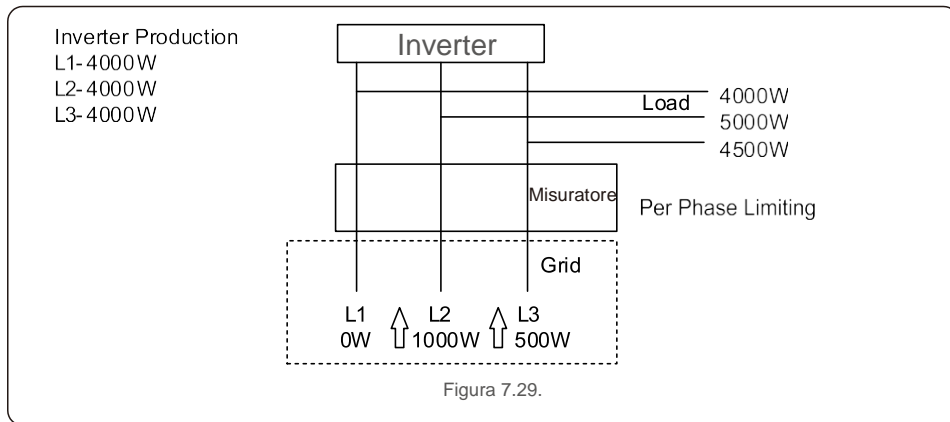 Inverter Production
L1-4000W
L2-4000W
L3-4000W
Inverter
Load
4000W
5000W
4500W
Misuratore
Per Phase Limiting
Grid
L1 L2 L3
0W 1000W 500W
Figura 7.29.